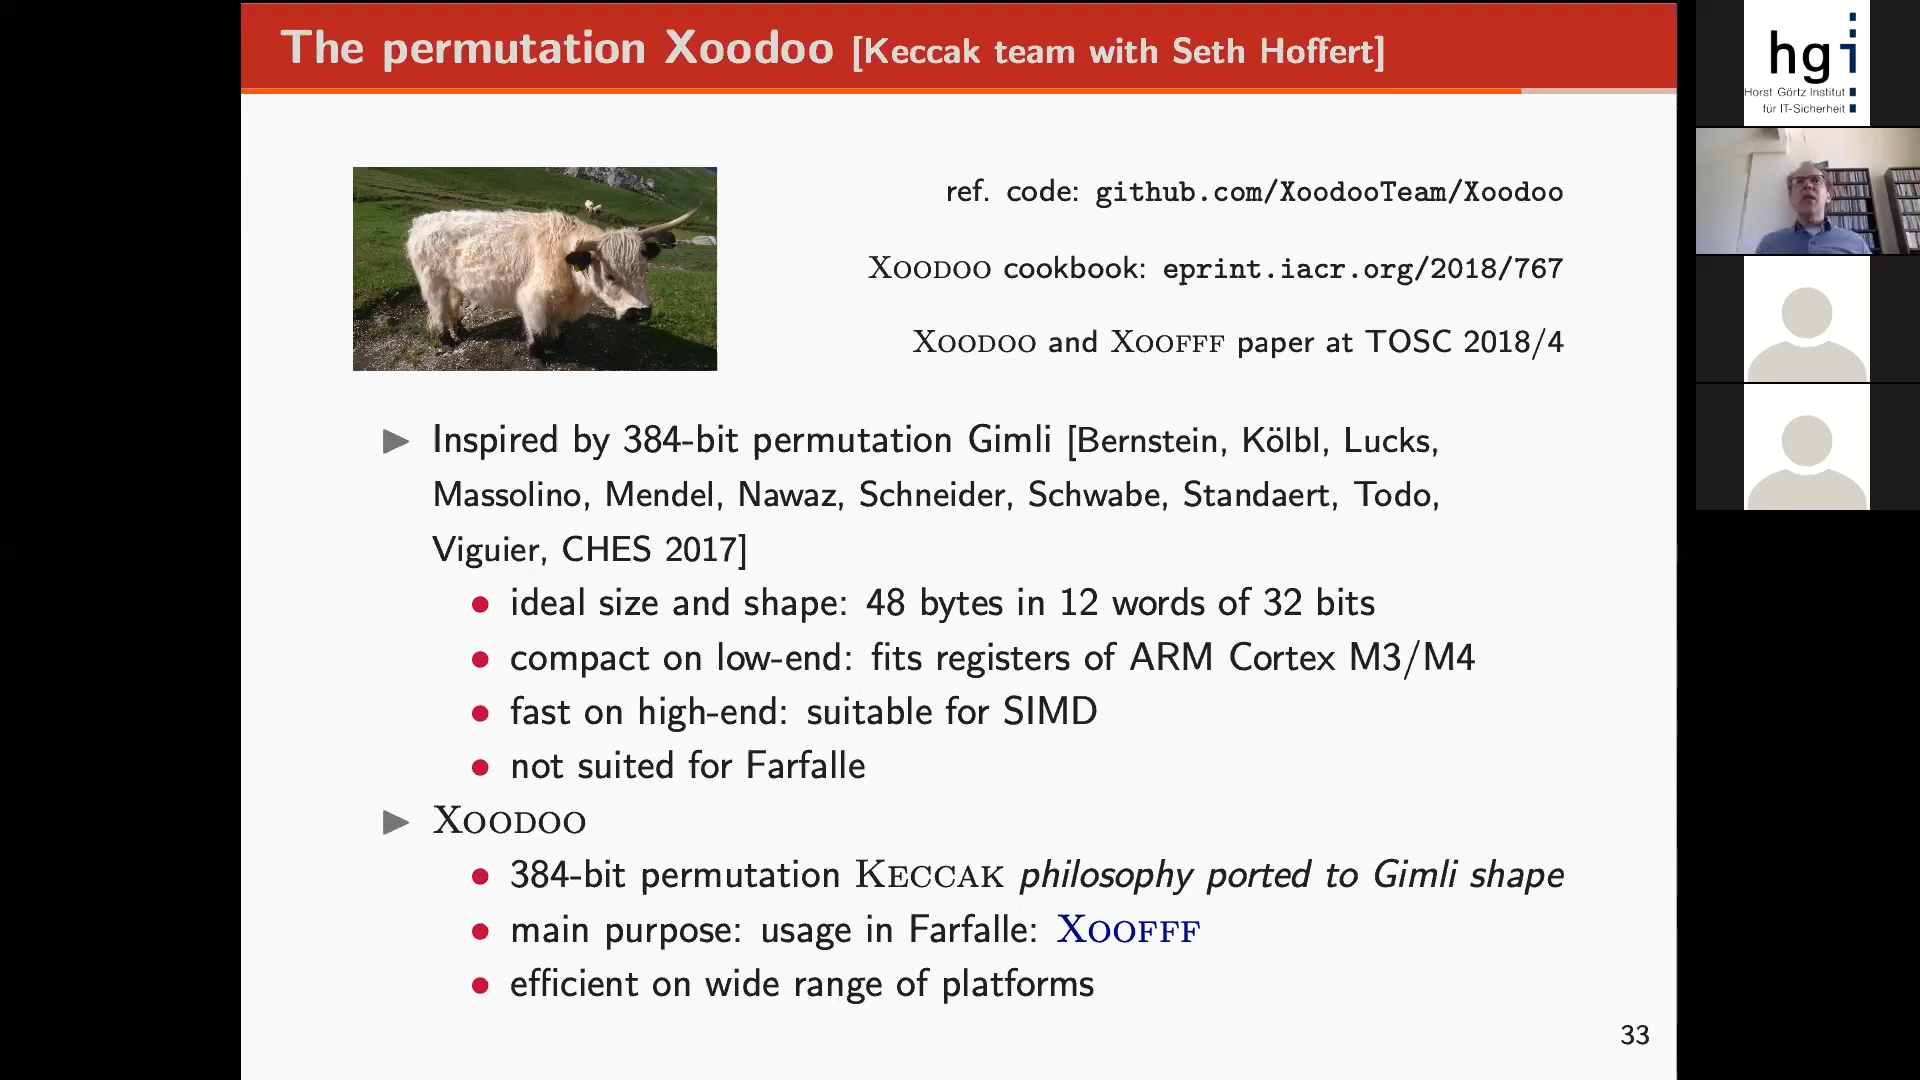 The permutation Xoodoo [Keccak team with Seth Hoffert]
ref. code: github.com/XoodooTeam/Xoodoo
XOODOO cookbook: eprint.iacr.org/2018/767
XOODOO and XOOFFF paper at TOSC 2018/4
▶ Inspired by 384-bit permutation Gimli [Bernstein, Kölbl, Lucks,
Massolino, Mendel, Nawaz, Schneider, Schwabe, Standaert, Todo,
Viguier, CHES 2017]
• ideal size and shape: 48 bytes in 12 words of 32 bits
• compact on low-end: fits registers of ARM Cortex M3/M4
• fast on high-end: suitable for SIMD
• not suited for Farfalle
▶ XOODOO
• 384-bit permutation KECCAK philosophy ported to Gimli shape
• main purpose: usage in Farfalle: XOOFFF
• efficient on wide range of platforms
33
hgi
Horst Görtz Institut
für IT-Sicherheit